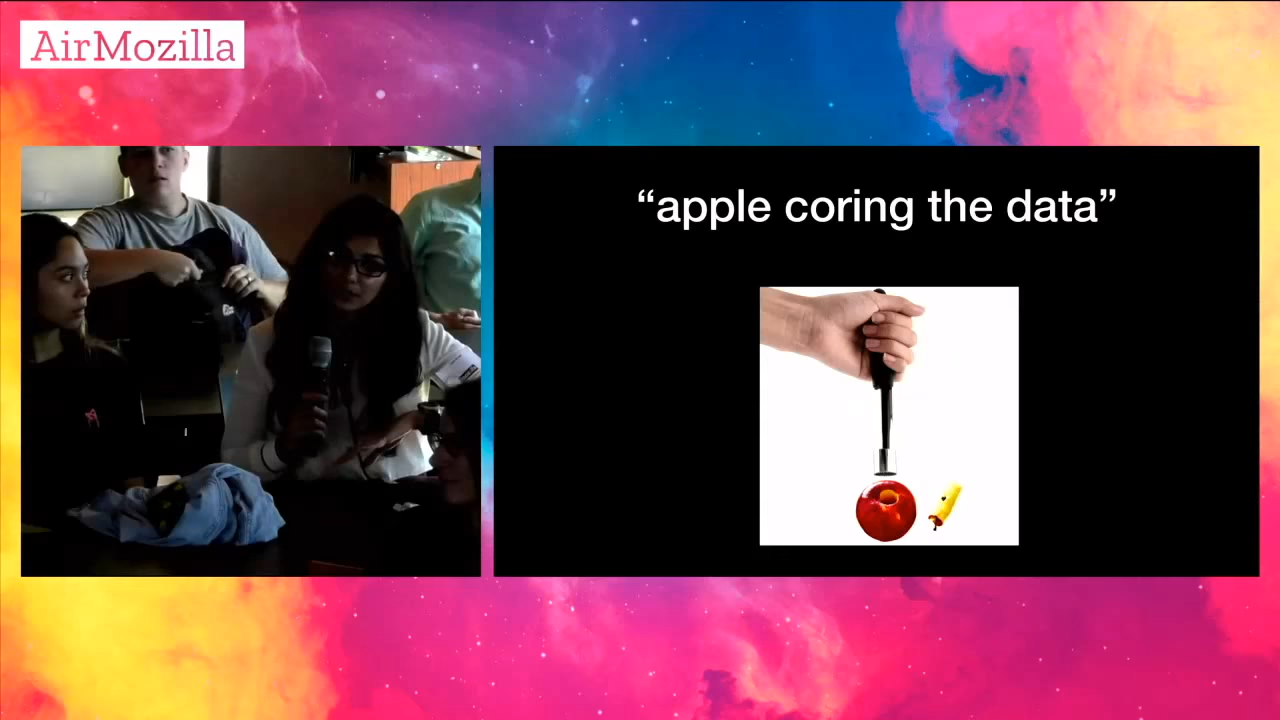 AirMozilla
“apple coring the data”